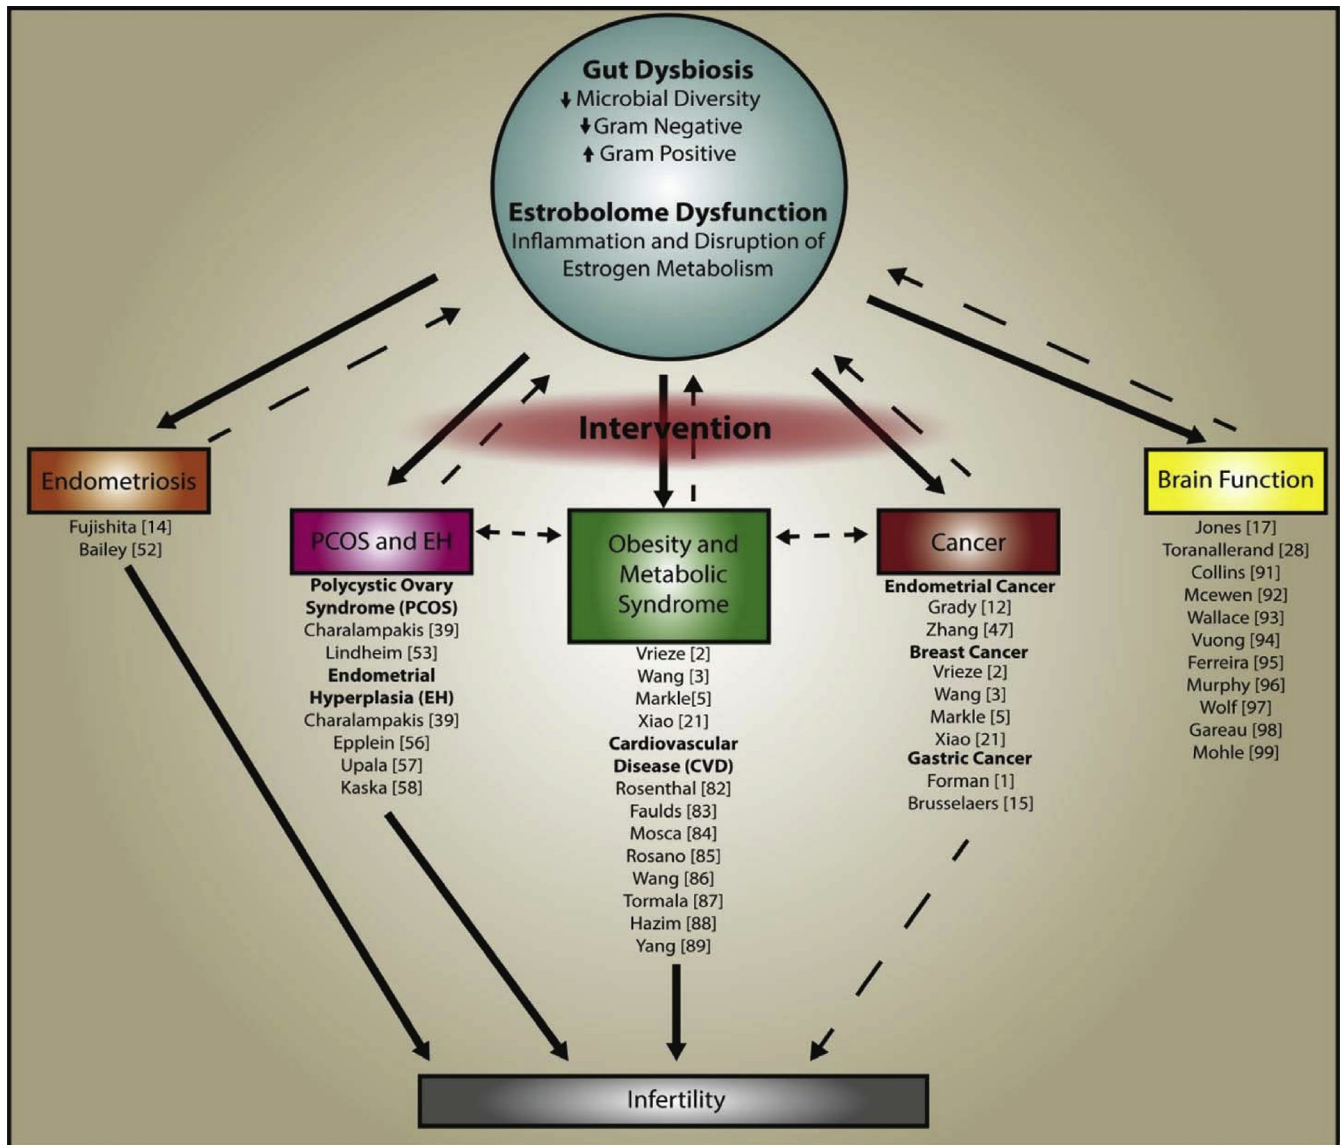 Gut Dysbiosis
↓ Microbial Diversity
↓ Gram Negative
↑ Gram Positive
Estrobolome Dysfunction
Inflammation and Disruption of
Estrogen Metabolism
Intervention
Endometriosis
Fujishita [14]
Bailey [52]
PCOS and EH
Polycystic Ovary
Syndrome (PCOS)
Charalampakis [39]
Lindheim [53]
Endometrial
Hyperplasia (EH)
Charalampakis [39]
Epplein [56]
Upala [57]
Kaska [58]
Obesity and
Metabolic
Syndrome
Vrieze [2]
Wang [3]
Markle[5]
Xiao [21]
Cardiovascular
Disease (CVD)
Rosenthal [82]
Faulds [83]
Mosca [84]
Rosano [85]
Wang [86]
Tormala [87]
Hazim [88]
Yang [89]
Cancer
Endometrial Cancer
Grady [12]
Zhang [47]
Breast Cancer
Vrieze [2]
Wang [3]
Markle [5]
Xiao [21]
Gastric Cancer
Forman [1]
Brusselaers [15]
Brain Function
Jones [17]
Toranallerand [28]
Collins [91]
Mcewen [92]
Wallace [93]
Vuong [94]
Ferreira [95]
Murphy [96]
Wolf [97]
Gareau [98]
Mohle [99]
Infertility